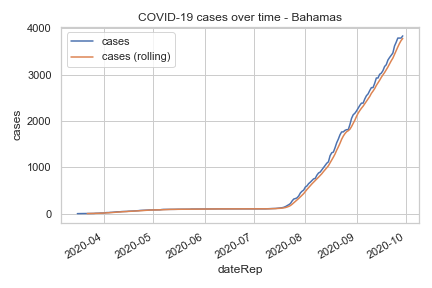 COVID-19 cases over time - Bahamas
cases
cases (rolling)
4000
3000
2000
1000
0
cases
2020-04
2020-05
2020-06
2020-07
2020-08
2020-09
2020-10
dateRep